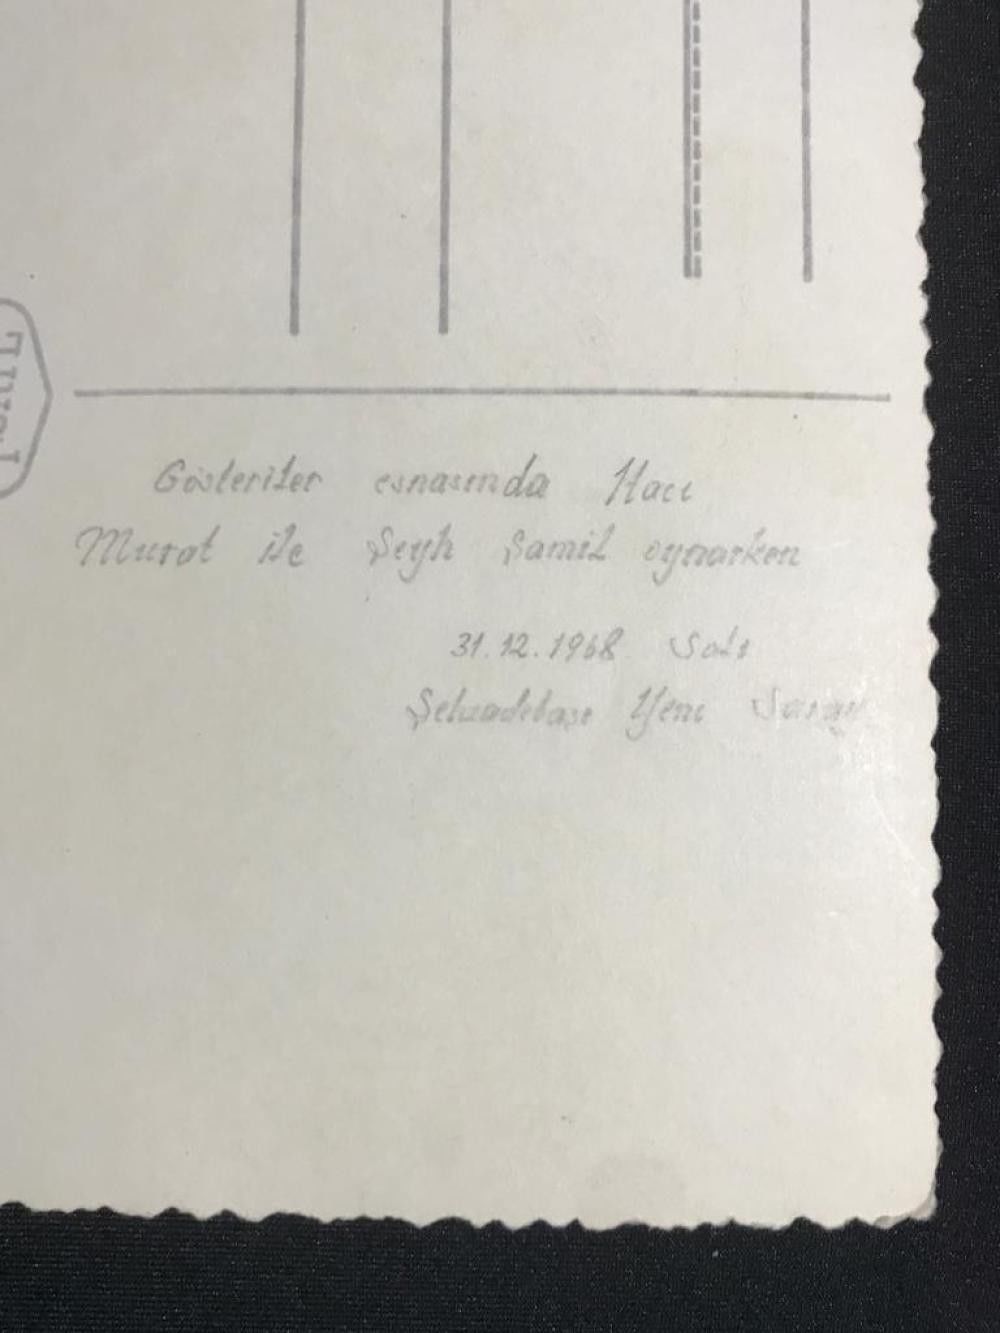 Gösteriler esnasında Hacı
Murat ile Şeyh Şamil oynarken
31.12.1968 Salı
Şehzadebaşı Yeni Saray